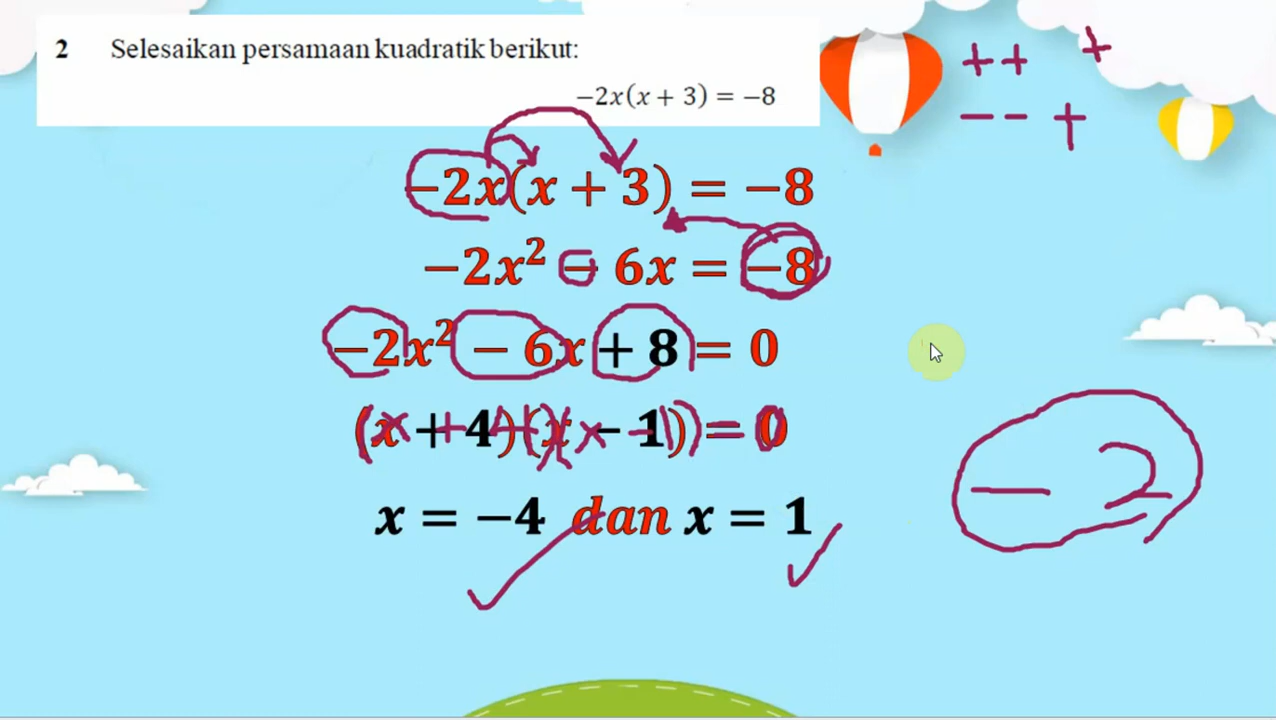 2 Selesaikan persamaan kuadratik berikut:
−2x(x + 3) = −8
++ +
−− +
−2x(x + 3) = −8
−2x² − 6x = −8
−2x² − 6x + 8 = 0
(x + 4)(x − 1) = 0
− 2
x = −4 dan x = 1